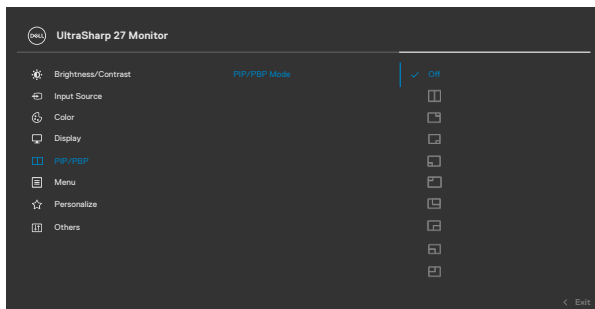 DELL UltraSharp 27 Monitor
Brightness/Contrast PIP/PBP Mode Off
Input Source
Color
Display
PIP/PBP
Menu
Personalize
Others
Exit